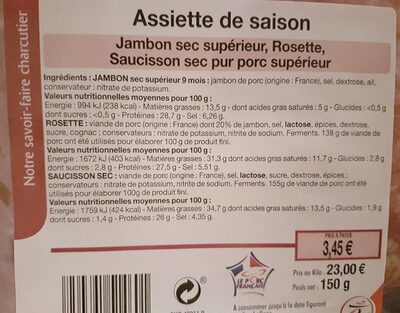 Notre savoir-faire charcutier
Assiette de saison
Jambon sec supérieur, Rosette,
Saucisson sec pur porc supérieur
Ingrédients : JAMBON sec supérieur 9 mois : jambon de porc (origine : France), sel, dextrose, ail,
conservateur : nitrate de potassium.
Valeurs nutritionnelles moyennes pour 100 g :
Energie : 994 kJ (238 kcal) - Matières grasses : 13,5 g - dont acides gras saturés : 5 g - Glucides : <0,5 g
dont sucres : <0,5 g - Protéines : 28,7 g - Sel : 6,26 g.
ROSETTE : viande de porc (origine : France) dont 20% de jambon, sel, lactose, épices, dextrose,
sucre, cognac ; conservateurs : nitrate de potassium, nitrite de sodium. Ferments. 138 g de viande de porc
ont été utilisés pour élaborer 100g de produit fini.
Valeurs nutritionnelles moyennes pour 100 g :
Energie : 1672 kJ (403 kcal) - Matières grasses : 31,3 g dont acides gras saturés : 11,7 g - Glucides : 2,8 g
dont sucres : 2,8 g - Protéines : 27,5 g - Sel : 5,51 g.
SAUCISSON SEC : viande de porc (origine : France), sel, lactose, sucre, dextrose, épices ;
conservateurs : nitrate de potassium, nitrite de sodium. Ferments. 155g de viande de porc ont été
utilisés pour élaborer 100g de produit fini.
Valeurs nutritionnelles moyennes pour 100 g :
Energie : 1759 kJ (424 kcal) - Matières grasses : 34,7 g dont acides gras saturés : 13,5 g - Glucides : 1,9 g
dont sucres : 1,4 g - Protéines : 26 g - Sel : 4,35 g.
PRIX A PAYER
3,45 €
Prix au Kilo 23,00 €
Poids net : 150 g
LE PORC
FRANÇAIS
A consommer jusqu'à la date figurant